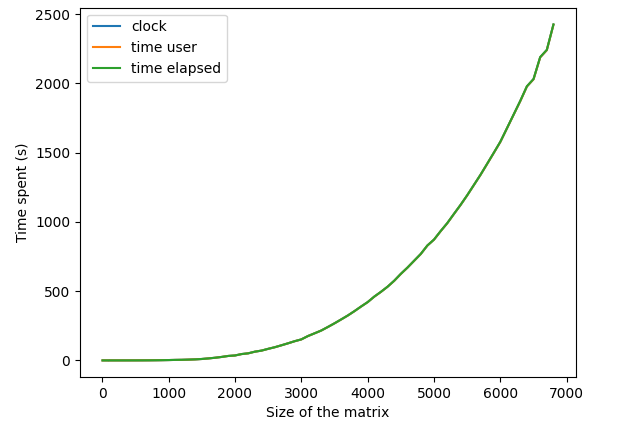 clock
time user
time elapsed
Time spent (s)
2500
2000
1500
1000
500
0
0 1000 2000 3000 4000 5000 6000 7000
Size of the matrix